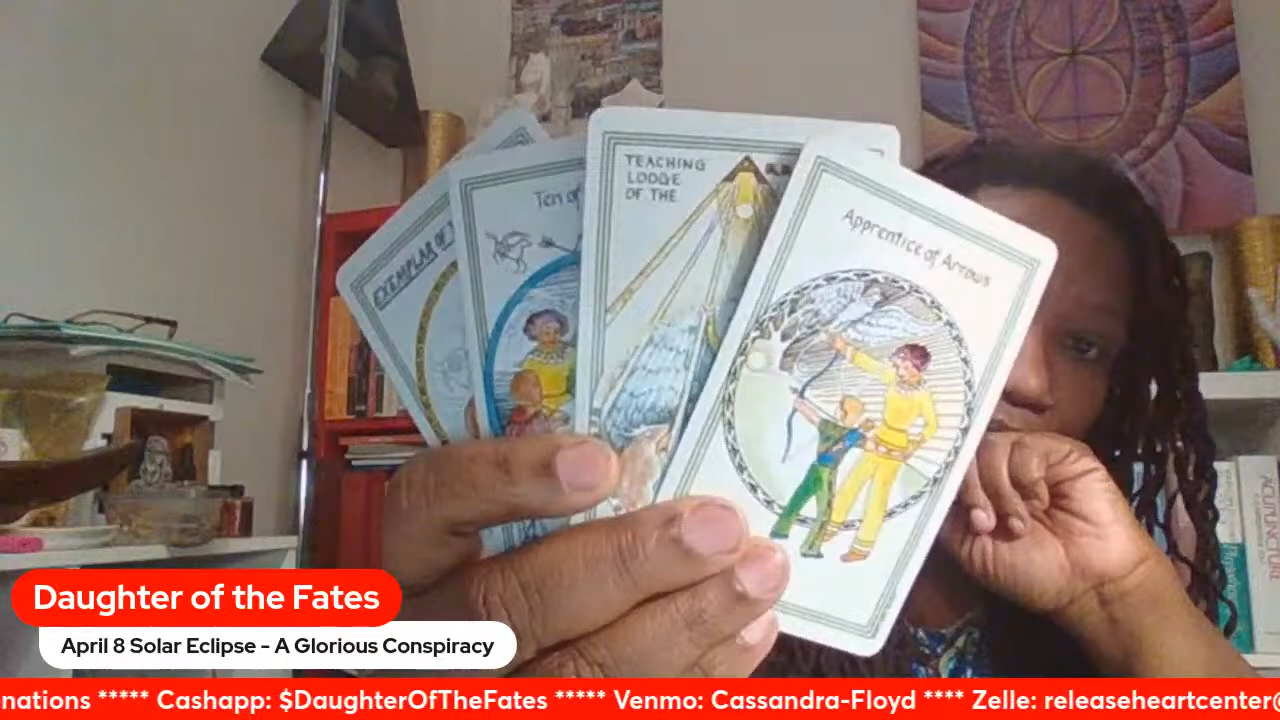 TEACHING
LODGE
OF THE
Ten of
EXEMPLAR OF
Apprentice of Arrows
ACUPUNCTURE
Daughter of the Fates
April 8 Solar Eclipse - A Glorious Conspiracy
nations ***** Cashapp: $DaughterOfTheFates ***** Venmo: Cassandra-Floyd **** Zelle: releaseheartcenter@